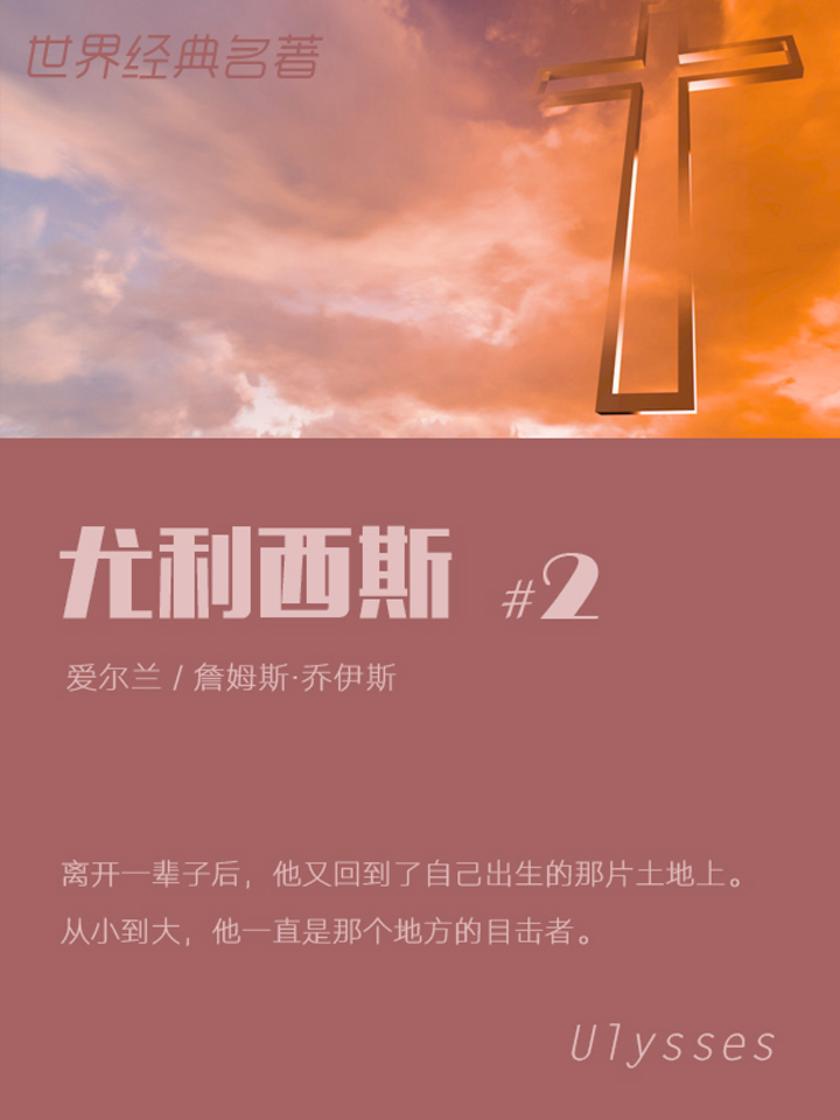 世界经典名著
尤利西斯 #2
爱尔兰 / 詹姆斯·乔伊斯
离开一辈子后，他又回到了自己出生的那片土地上。
从小到大，他一直是那个地方的目击者。
Ulysses